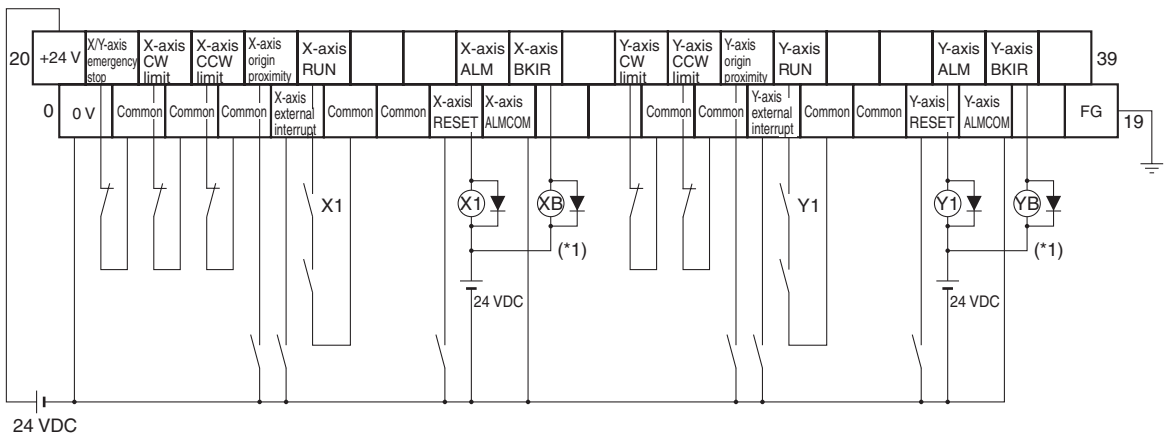 20 +24 V X/Y-axis emergency stop X-axis CW limit X-axis CCW limit X-axis origin proximity X-axis RUN X-axis ALM X-axis BKIR Y-axis CW limit Y-axis CCW limit Y-axis origin proximity Y-axis RUN Y-axis ALM Y-axis BKIR 39
0 0 V Common Common Common X-axis external interrupt Common Common X-axis RESET X-axis ALMCOM Common Common Y-axis external interrupt Common Common Y-axis RESET Y-axis ALMCOM FG 19
X1 X1 XB Y1 Y1 YB
(*1) (*1)
24 VDC 24 VDC
24 VDC